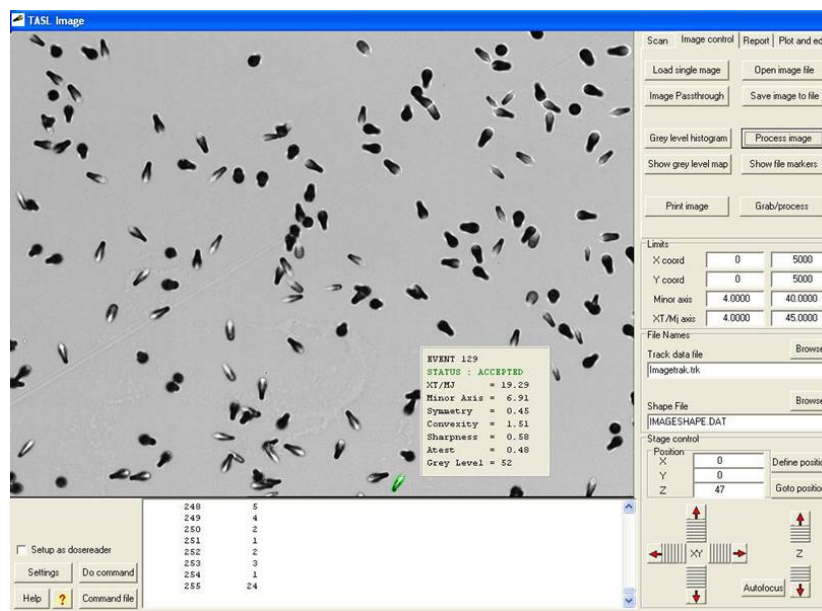 TASL Image
Scan Image control Report Plot and ed
Load single mage Open image file
Image Passthrough Save image to file
Grey level histogram Process image
Show grey level map Show file markers
Print image Grab/process
Limits
X coord 0 5000
Y coord 0 5000
Minor axis 4.0000 40.0000
XT/Mj axis 4.0000 45.0000
File Names
Browse
Track data file
Imagetrak.trk
Browse
Shape File
IMAGESHAPE.DAT
Stage control
Position
X 0 Define positio
Y 0
Z 47 Goto position
XY Z
Autofocus
EVENT 129
STATUS : ACCEPTED
XT/MJ = 19.29
Minor Axis = 6.91
Symmetry = 0.45
Convexity = 1.51
Sharpness = 0.58
Atest = 0.48
Grey Level = 52
248 5
249 4
250 2
251 1
252 2
253 3
254 1
255 24
Setup as dosereader
Settings Do command
Help ? Command file